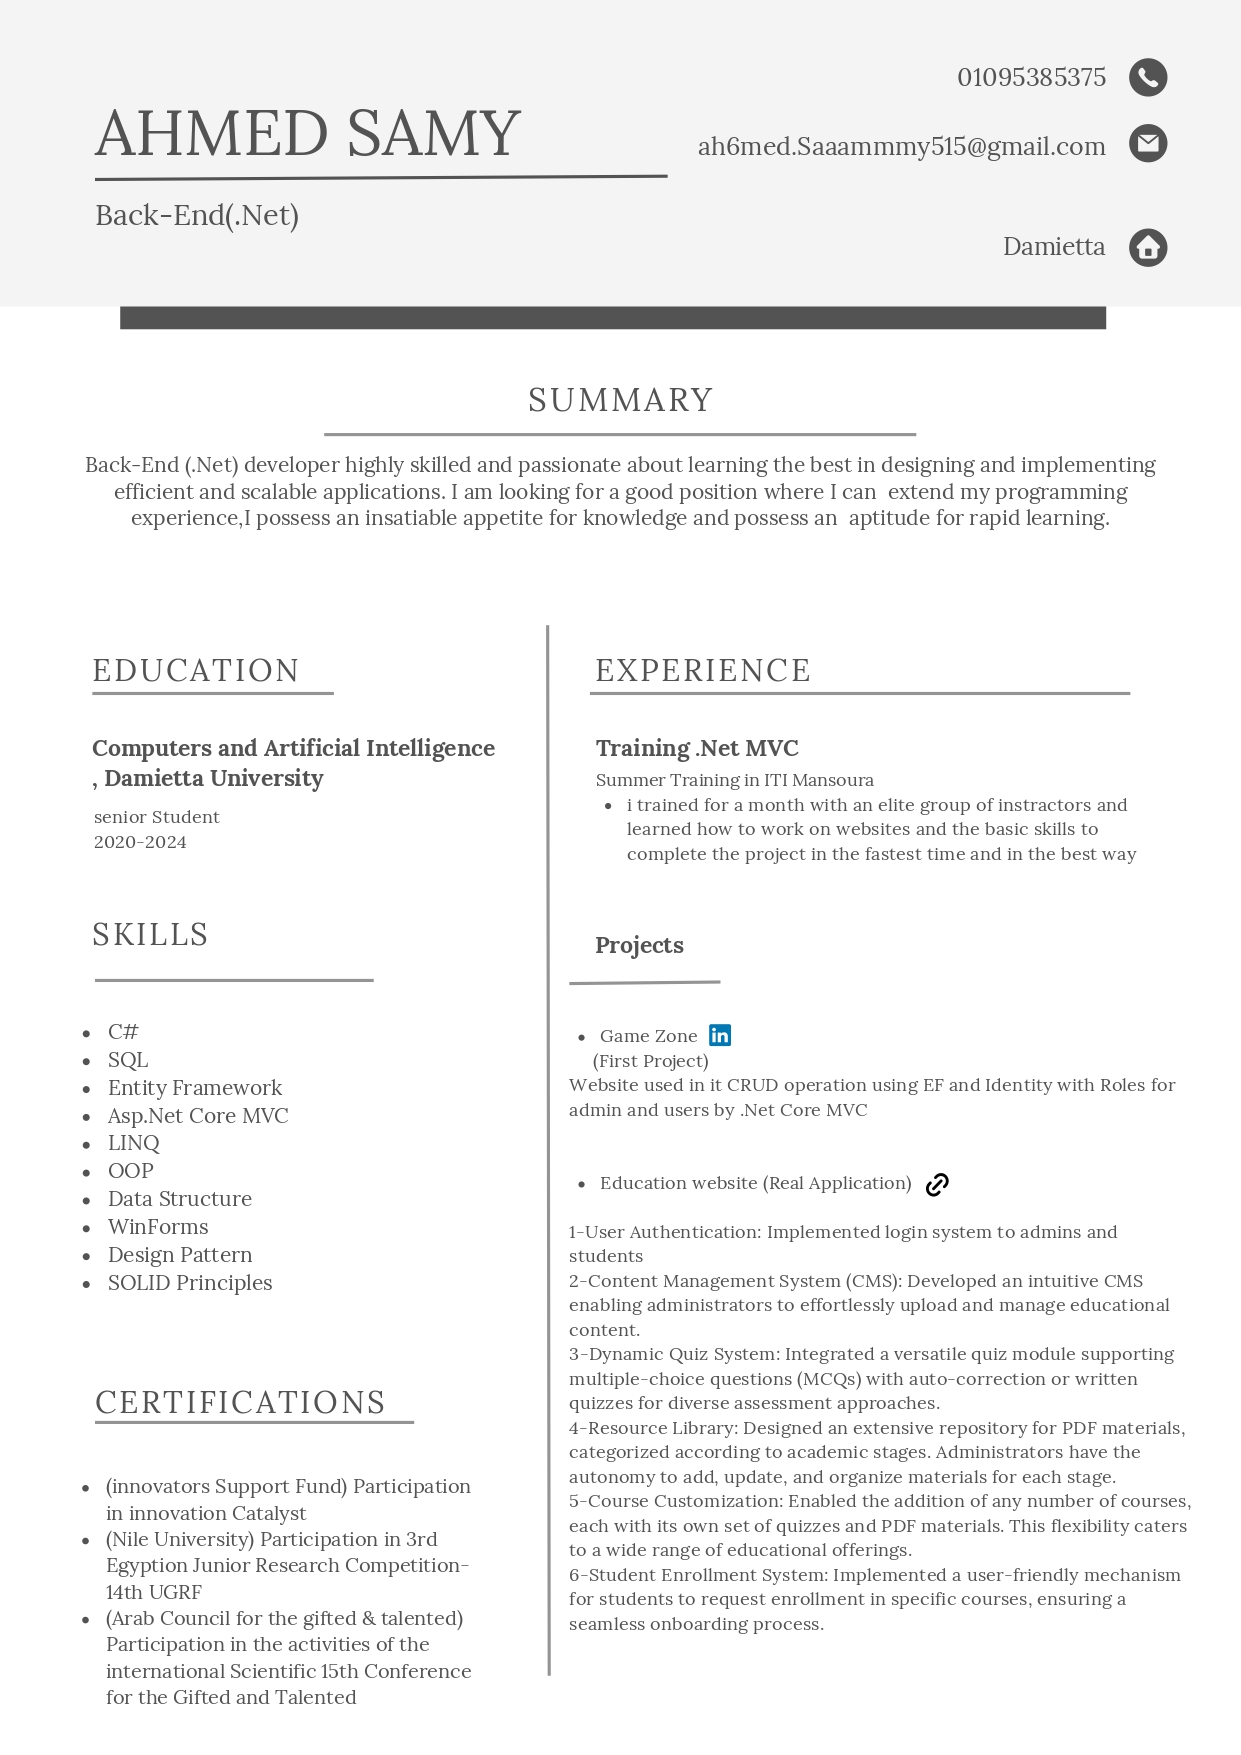 AHMED SAMY
Back-End(.Net)
01095385375
ah6med.Saaammmy515@gmail.com
Damietta
SUMMARY
Back-End (.Net) developer highly skilled and passionate about learning the best in designing and implementing
efficient and scalable applications. I am looking for a good position where I can  extend my programming
experience,I possess an insatiable appetite for knowledge and possess an  aptitude for rapid learning.
EDUCATION
Computers and Artificial Intelligence
, Damietta University
senior Student
2020-2024
SKILLS
• C#
• SQL
• Entity Framework
• Asp.Net Core MVC
• LINQ
• OOP
• Data Structure
• WinForms
• Design Pattern
• SOLID Principles
CERTIFICATIONS
• (innovators Support Fund) Participation
in innovation Catalyst
• (Nile University) Participation in 3rd
Egyption Junior Research Competition-
14th UGRF
• (Arab Council for the gifted & talented)
Participation in the activities of the
international Scientific 15th Conference
for the Gifted and Talented
EXPERIENCE
Training .Net MVC
Summer Training in ITI Mansoura
• i trained for a month with an elite group of instractors and
learned how to work on websites and the basic skills to
complete the project in the fastest time and in the best way
Projects
• Game Zone in
(First Project)
Website used in it CRUD operation using EF and Identity with Roles for
admin and users by .Net Core MVC
• Education website (Real Application)
1-User Authentication: Implemented login system to admins and
students
2-Content Management System (CMS): Developed an intuitive CMS
enabling administrators to effortlessly upload and manage educational
content.
3-Dynamic Quiz System: Integrated a versatile quiz module supporting
multiple-choice questions (MCQs) with auto-correction or written
quizzes for diverse assessment approaches.
4-Resource Library: Designed an extensive repository for PDF materials,
categorized according to academic stages. Administrators have the
autonomy to add, update, and organize materials for each stage.
5-Course Customization: Enabled the addition of any number of courses,
each with its own set of quizzes and PDF materials. This flexibility caters
to a wide range of educational offerings.
6-Student Enrollment System: Implemented a user-friendly mechanism
for students to request enrollment in specific courses, ensuring a
seamless onboarding process.